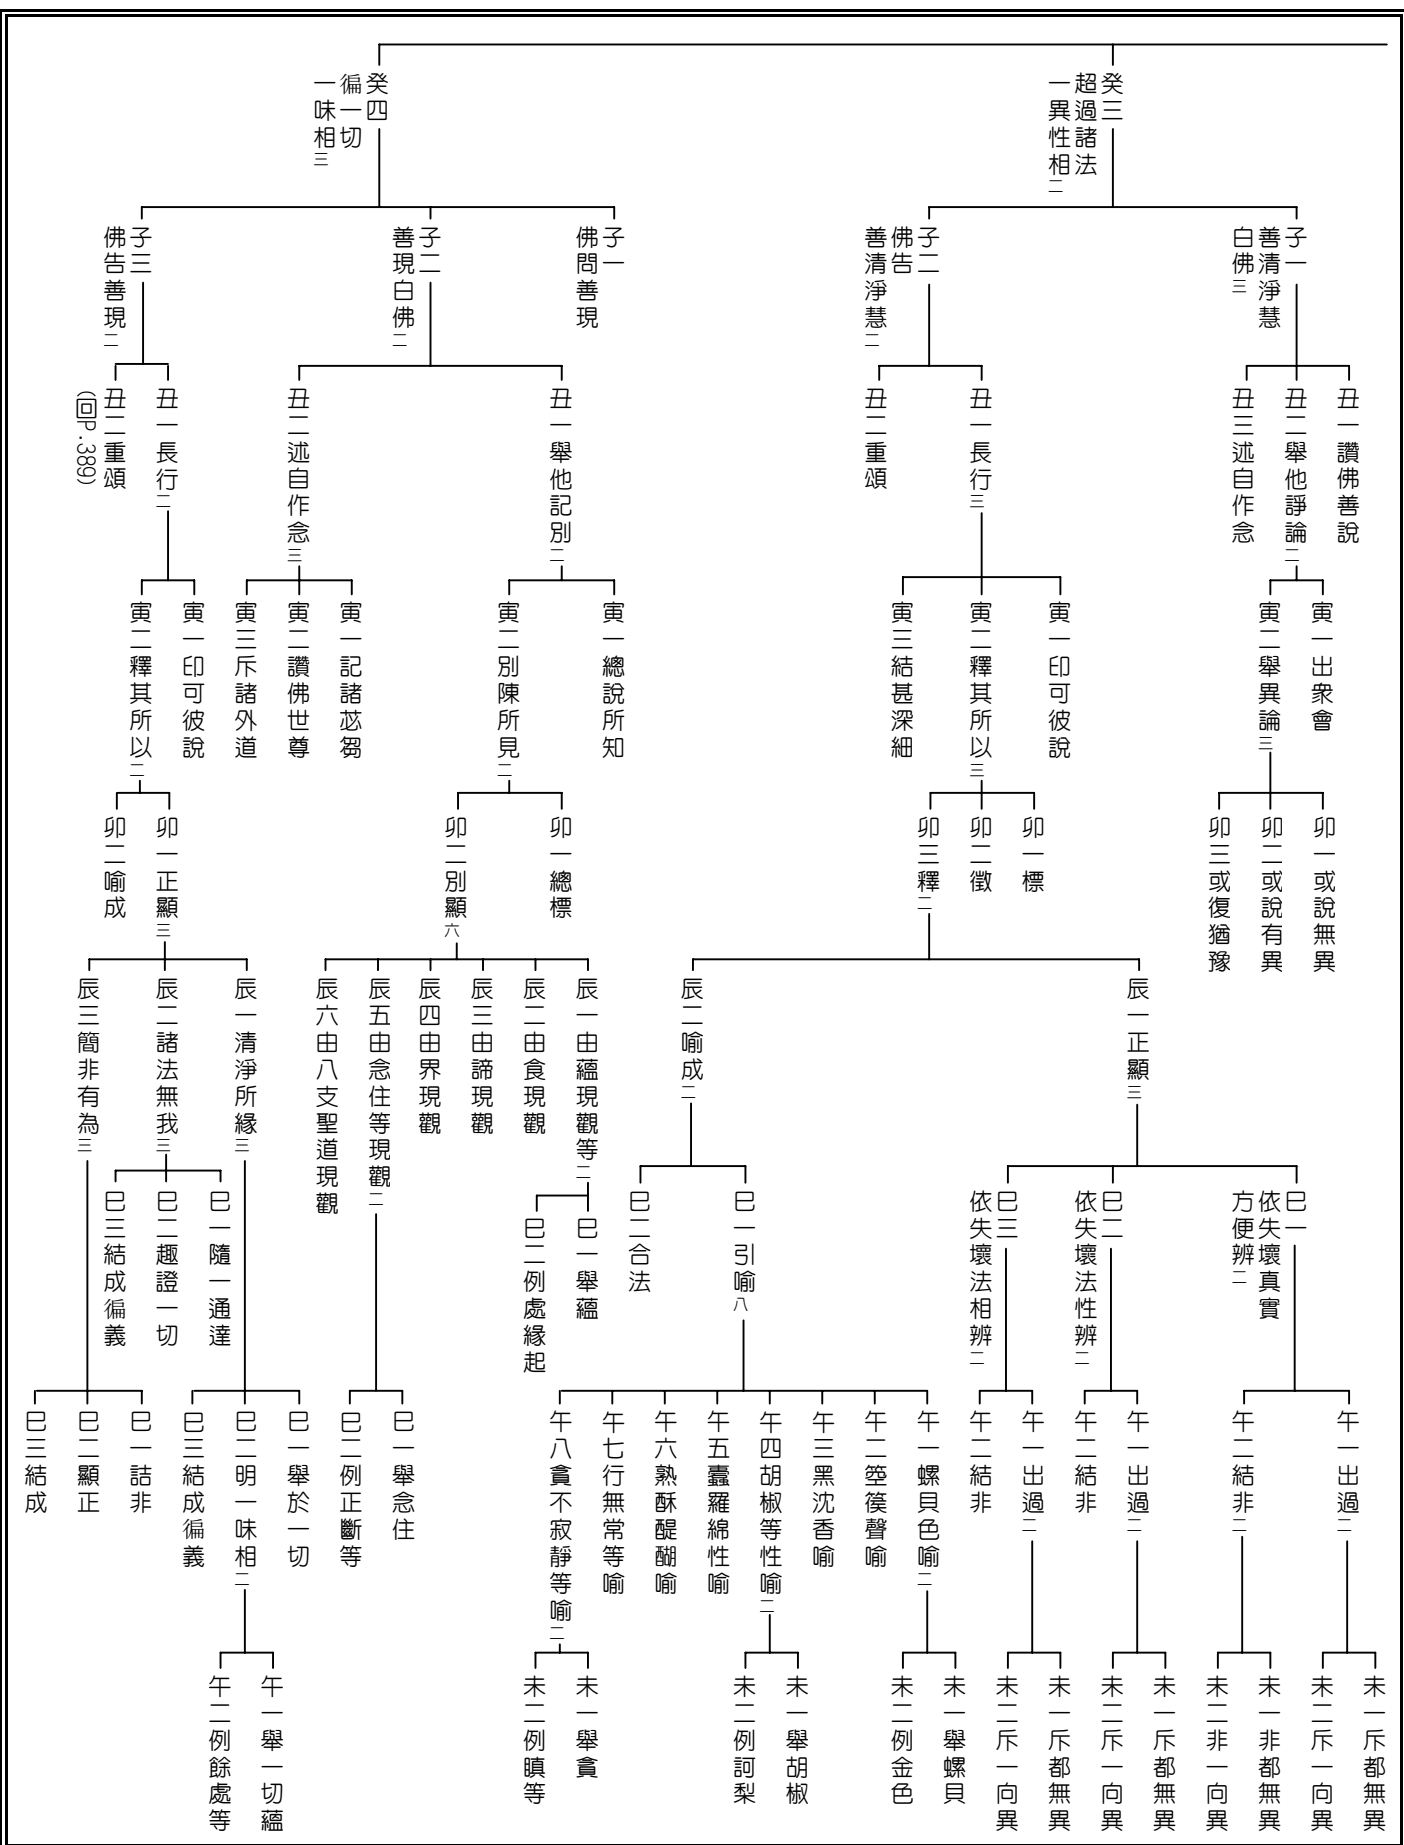 癸三
超過諸法
一異性相二
子一
善清淨慧
白佛三
丑一讚佛善說
丑二舉他諍論二
寅一出眾會
寅二舉異論三
卯一或說無異
卯二或說有異
卯三或復猶豫
丑三述自作念
子二
佛告
善清淨慧二
丑一長行三
寅一印可彼說
寅二釋其所以三
卯一標
卯二徵
卯三釋二
辰一正顯三
巳一
依失壞真實
方便辨二
午一出過二
未一斥都無異
未二斥一向異
午二結非二
未一非都無異
未二非一向異
巳二
依失壞法性辨二
午一出過二
未一斥都無異
未二斥一向異
午二結非
巳三
依失壞法相辨二
午一出過二
未一斥都無異
未二斥一向異
午二結非
辰二喻成二
巳一引喻八
午一螺貝色喻二
未一舉螺貝
未二例金色
午二箜篌聲喻
午三黑沈香喻
午四胡椒等性喻二
未一舉胡椒
未二例訶梨
午五蠹羅綿性喻
午六熟酥醍醐喻
午七行無常等喻
午八貪不寂靜等喻二
未一舉貪
未二例瞋等
巳二合法
寅三結甚深細
丑二重頌
癸四
徧一切
一味相三
子一
佛問善現
子二
善現白佛二
丑一舉他記別二
寅一總說所知
寅二別陳所見二
卯一總標
卯二別顯六
辰一由蘊現觀等二
巳一舉蘊
巳二例處緣起
辰二由食現觀
辰三由諦現觀
辰四由界現觀
辰五由念住等現觀二
巳一舉念住
巳二例正斷等
辰六由八支聖道現觀
丑二述自作念三
寅一記諸苾芻
寅二讚佛世尊
寅三斥諸外道
子三
佛告善現二
丑一長行二
寅一印可彼說
寅二釋其所以二
卯一正顯三
辰一清淨所緣三
巳一舉於一切
巳二明一味相二
午一舉一切蘊
午二例餘處等
巳三結成徧義
辰二諸法無我三
巳一隨一通達
巳二趣證一切
巳三結成徧義
辰三簡非有為三
巳一詰非
巳二顯正
巳三結成
卯二喻成
丑二重頌
(回P.389)